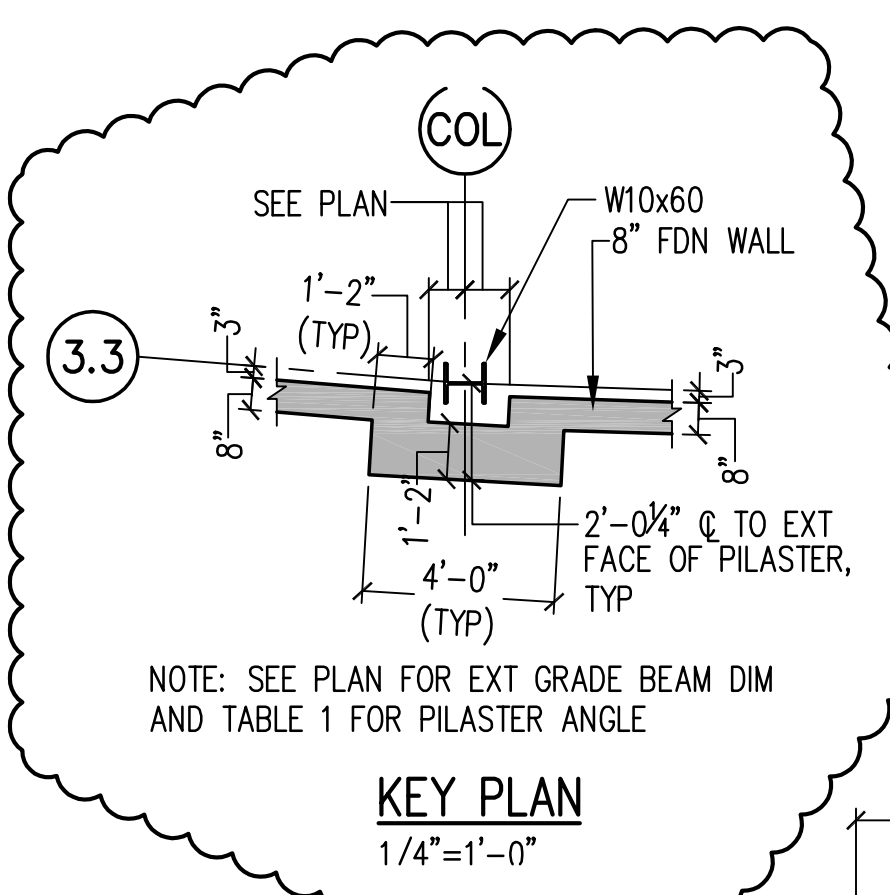 COL
SEE PLAN
W10x60
8" FDN WALL
1'-2"
(TYP)
3"
3.3
3"
8"
8"
1'-2"
2'-0¼" ℄ TO EXT
FACE OF PILASTER,
TYP
4'-0"
(TYP)
NOTE: SEE PLAN FOR EXT GRADE BEAM DIM
AND TABLE 1 FOR PILASTER ANGLE
KEY PLAN
1/4"=1'-0"